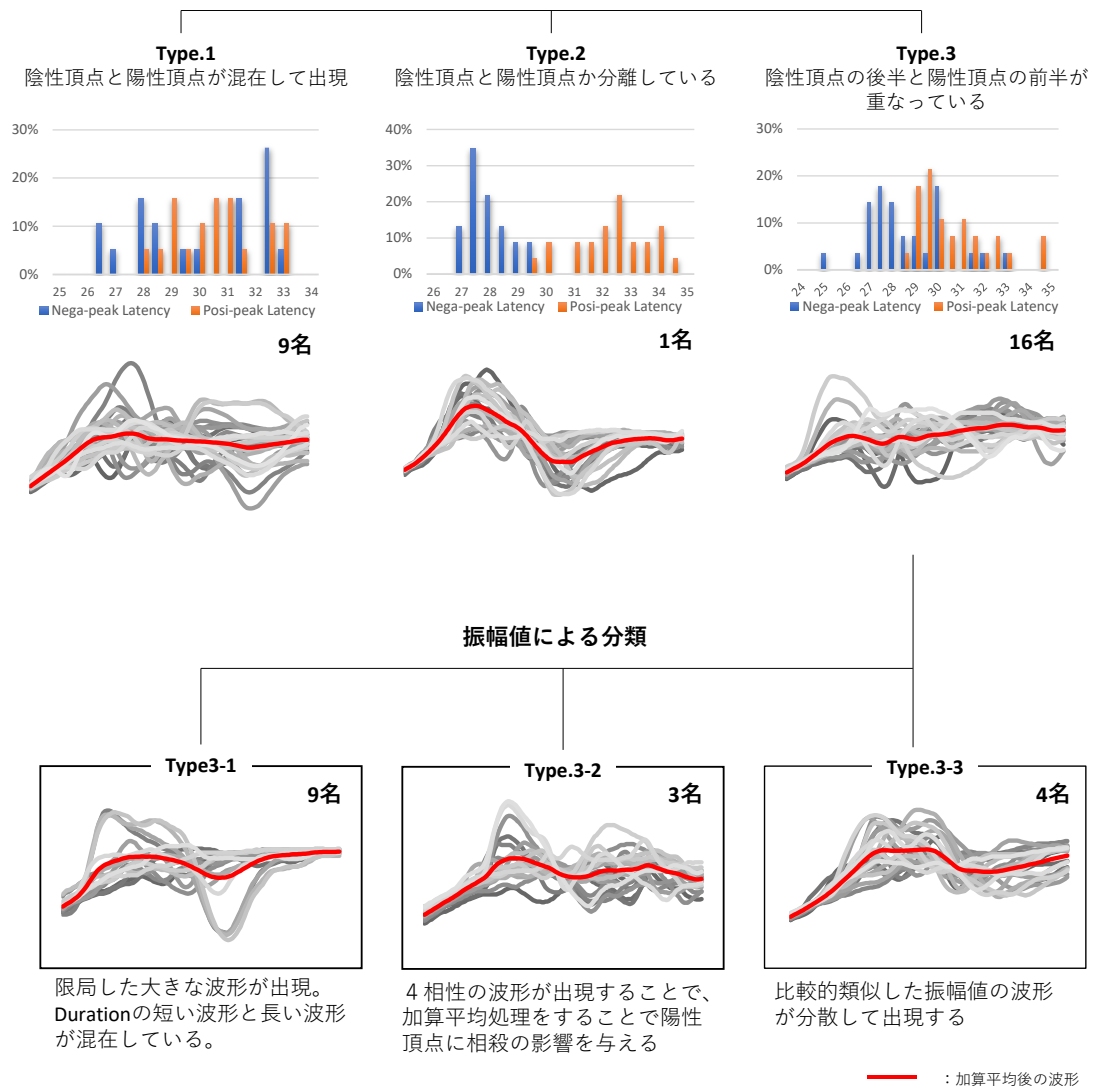 Type.1
陰性頂点と陽性頂点が混在して出現
30%
20%
10%
0%
25 26 27 28 29 30 31 32 33 34
Nega-peak Latency Posi-peak Latency
9名
Type.2
陰性頂点と陽性頂点か分離している
40%
30%
20%
10%
0%
26 27 28 29 30 31 32 33 34 35
Nega-peak Latency Posi-peak Latency
1名
Type.3
陰性頂点の後半と陽性頂点の前半が
重なっている
30%
20%
10%
0%
24 25 26 27 28 29 30 31 32 33 34 35
Nega-peak Latency Posi-peak Latency
16名
振幅値による分類
Type3-1
9名
限局した大きな波形が出現。
Durationの短い波形と長い波形
が混在している。
Type.3-2
3名
４相性の波形が出現することで、
加算平均処理をすることで陽性
頂点に相殺の影響を与える
Type.3-3
4名
比較的類似した振幅値の波形
が分散して出現する
：加算平均後の波形